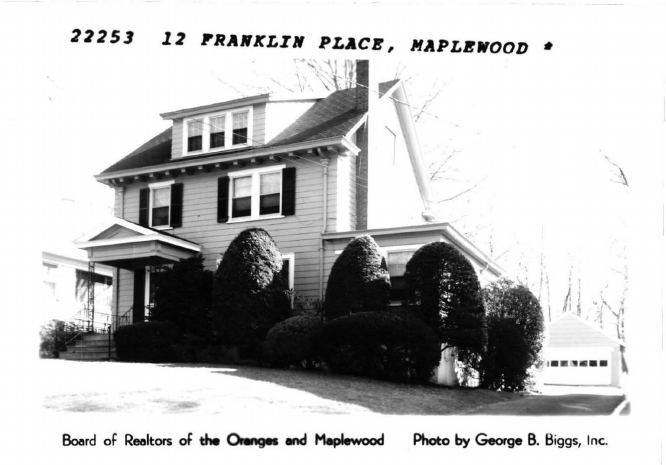 22253 12 FRANKLIN PLACE, MAPLEWOOD *
Board of Realtors of the Oranges and Maplewood Photo by George B. Biggs, Inc.